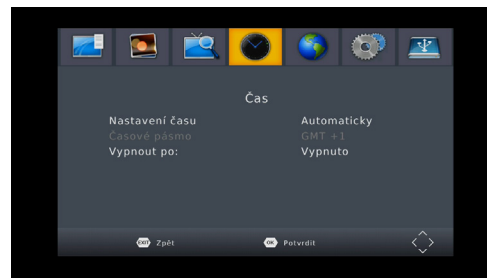 Čas
Nastavení času Automaticky
Časové pásmo GMT +1
Vypnout po: Vypnuto
EXIT Zpět OK Potvrdit